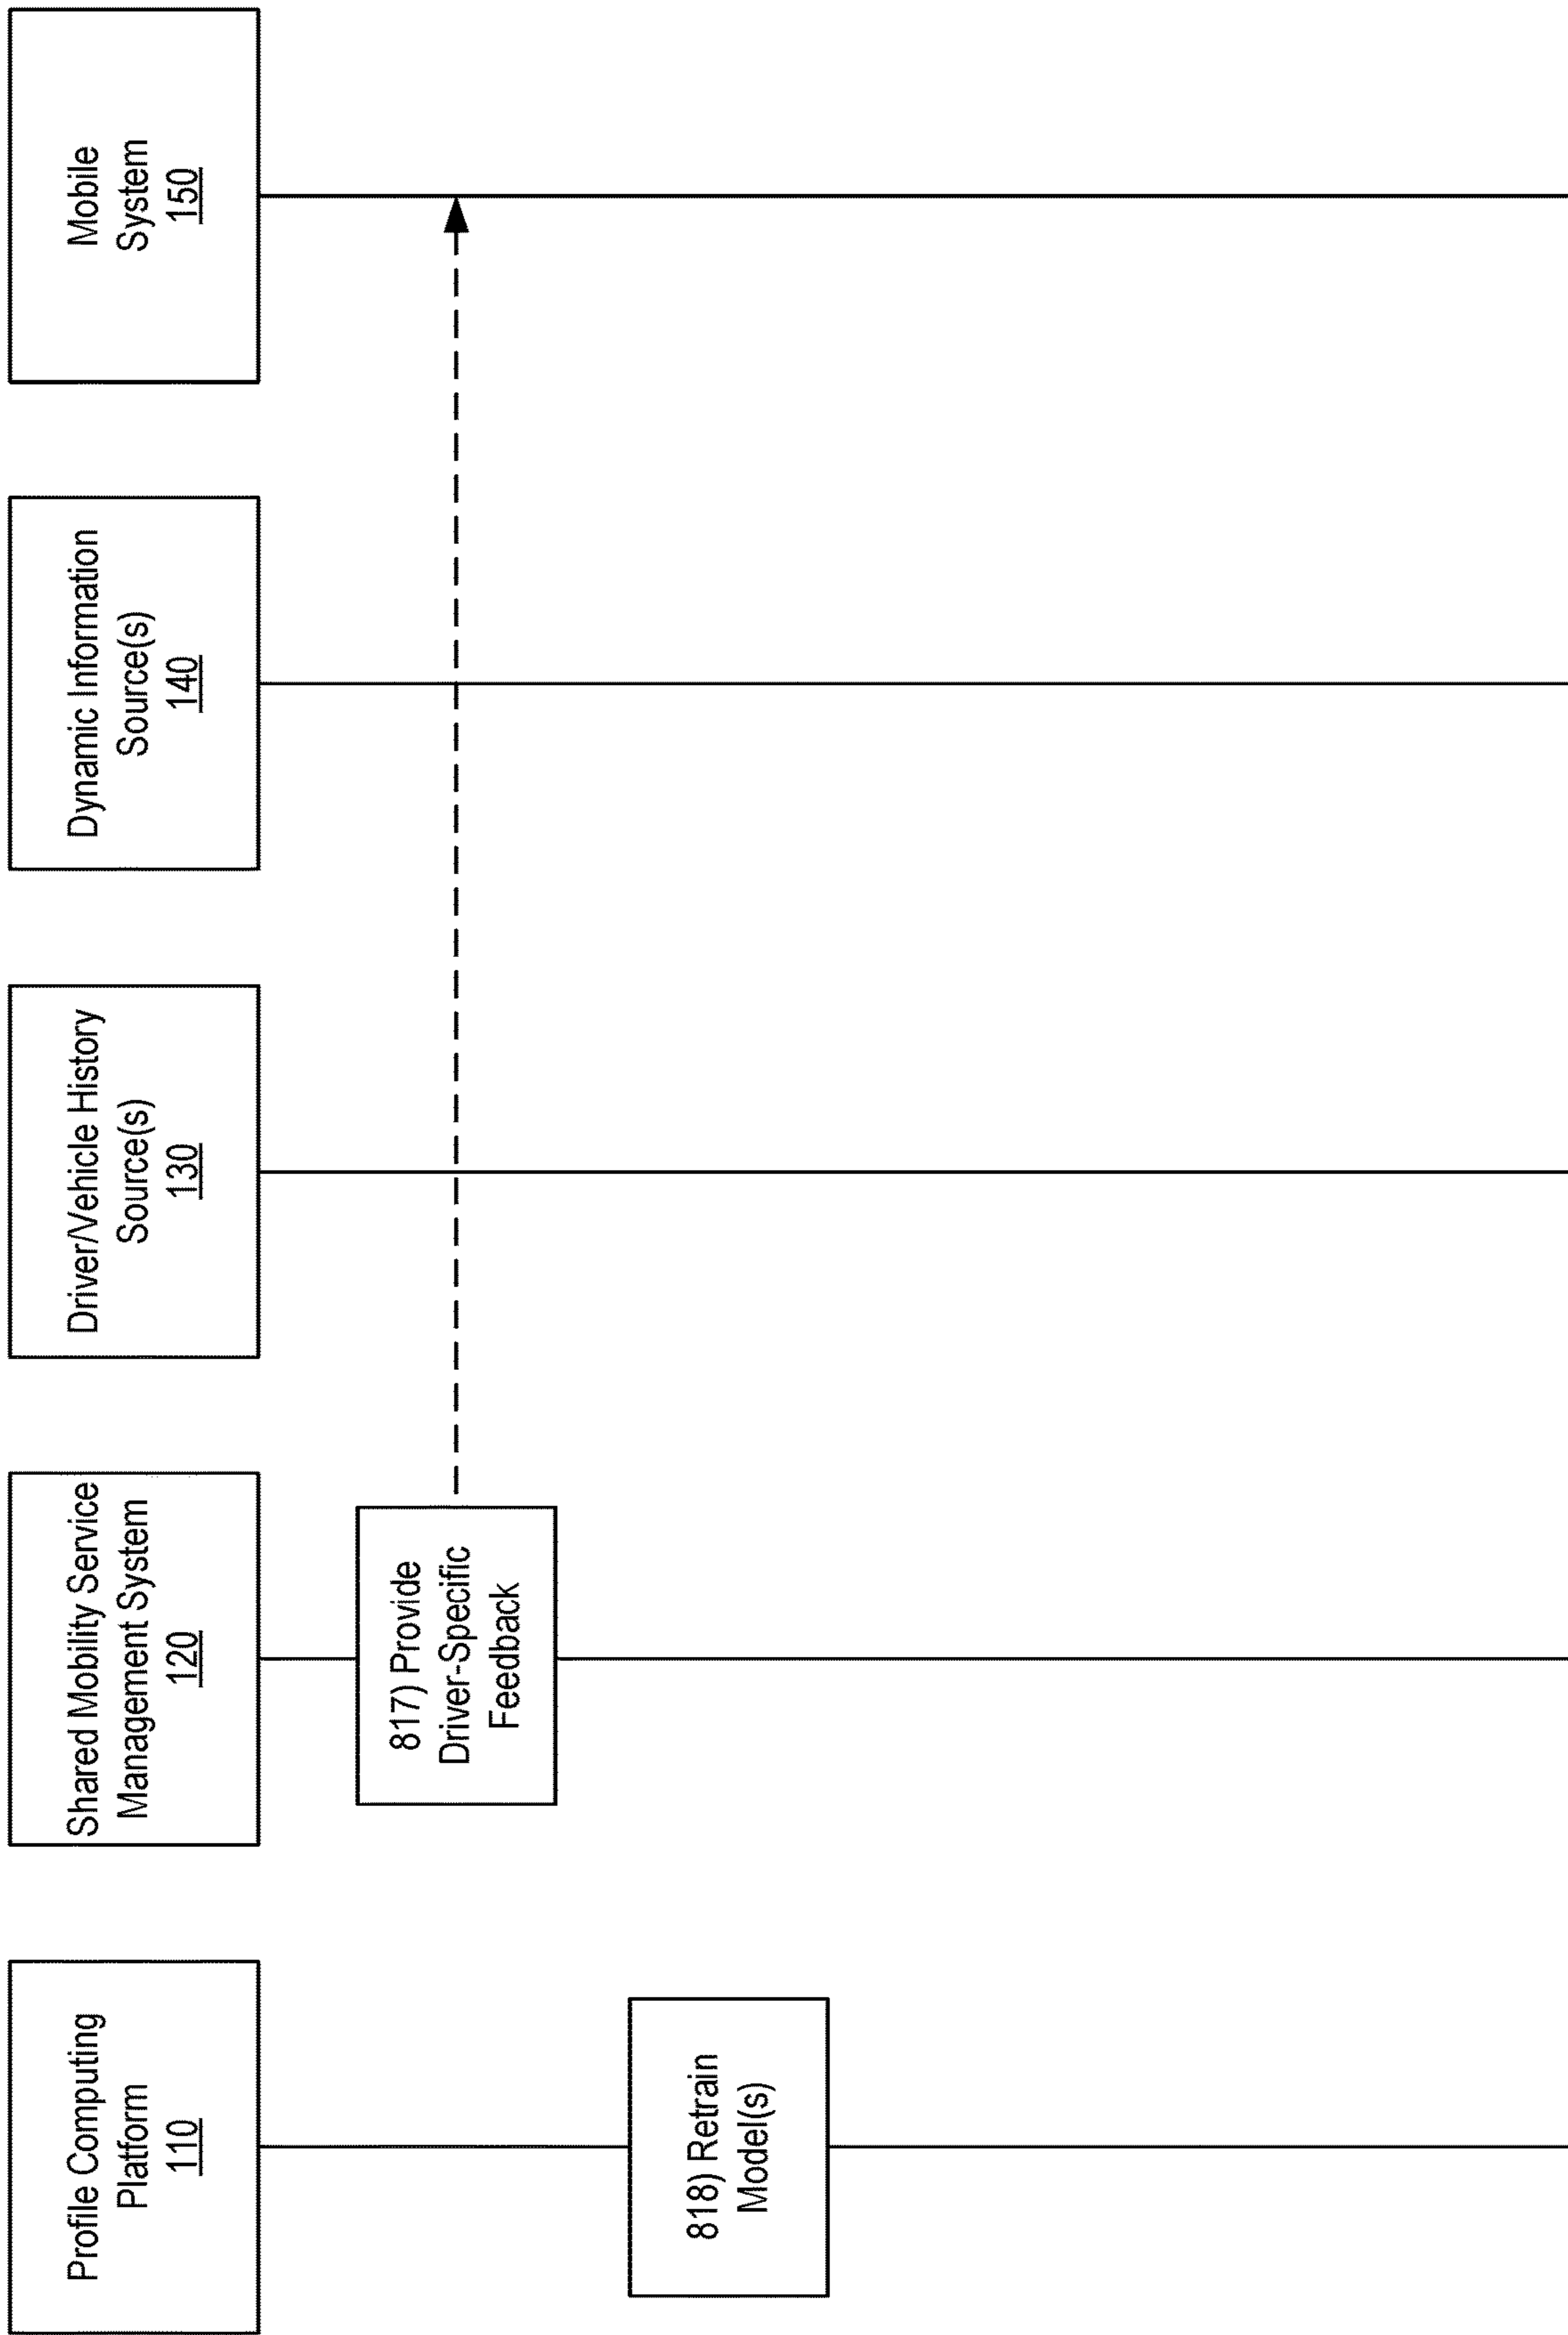 Profile Computing
Platform
110
Shared Mobility Service
Management System
120
Driver/Vehicle History
Source(s)
130
Dynamic Information
Source(s)
140
Mobile
System
150
817) Provide
Driver-Specific
Feedback
818) Retrain
Model(s)